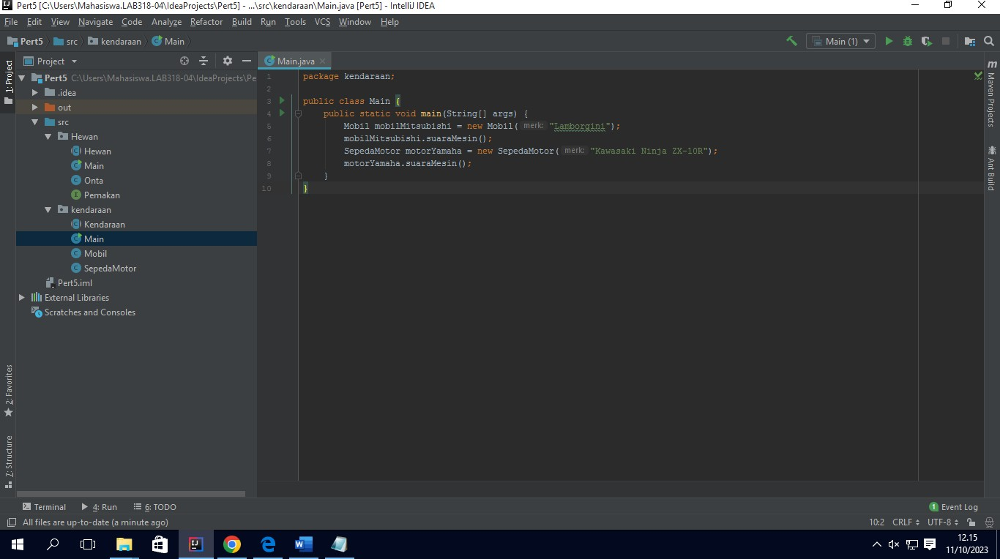 Pert5 [C:\Users\Mahasiswa.LAB318-04\IdeaProjects\Pert5] - ...\src\kendaraan\Main.java [Pert5] - IntelliJ IDEA
File Edit View Navigate Code Analyze Refactor Build Run Tools VCS Window Help
Pert5 src kendaraan Main Main (1)
1: Project
Project
Pert5 C:\Users\Mahasiswa.LAB318-04\IdeaProjects\Pe
.idea
out
src
Hewan
Hewan
Main
Onta
Pemakan
kendaraan
Kendaraan
Main
Mobil
SepedaMotor
Pert5.iml
External Libraries
Scratches and Consoles
2: Favorites
7: Structure
Main.java
1 package kendaraan;
2
3 public class Main {
4 public static void main(String[] args) {
5 Mobil mobilMitsubishi = new Mobil( merk: "Lamborgini");
6 mobilMitsubishi.suaraMesin();
7 SepedaMotor motorYamaha = new SepedaMotor( merk: "Kawasaki Ninja ZX-10R");
8 motorYamaha.suaraMesin();
9 }
10 }
m Maven Projects
Ant Build
Terminal 4: Run 6: TODO 1 Event Log
All files are up-to-date (a minute ago) 10:2 CRLF UTF-8
12.15
11/10/2023